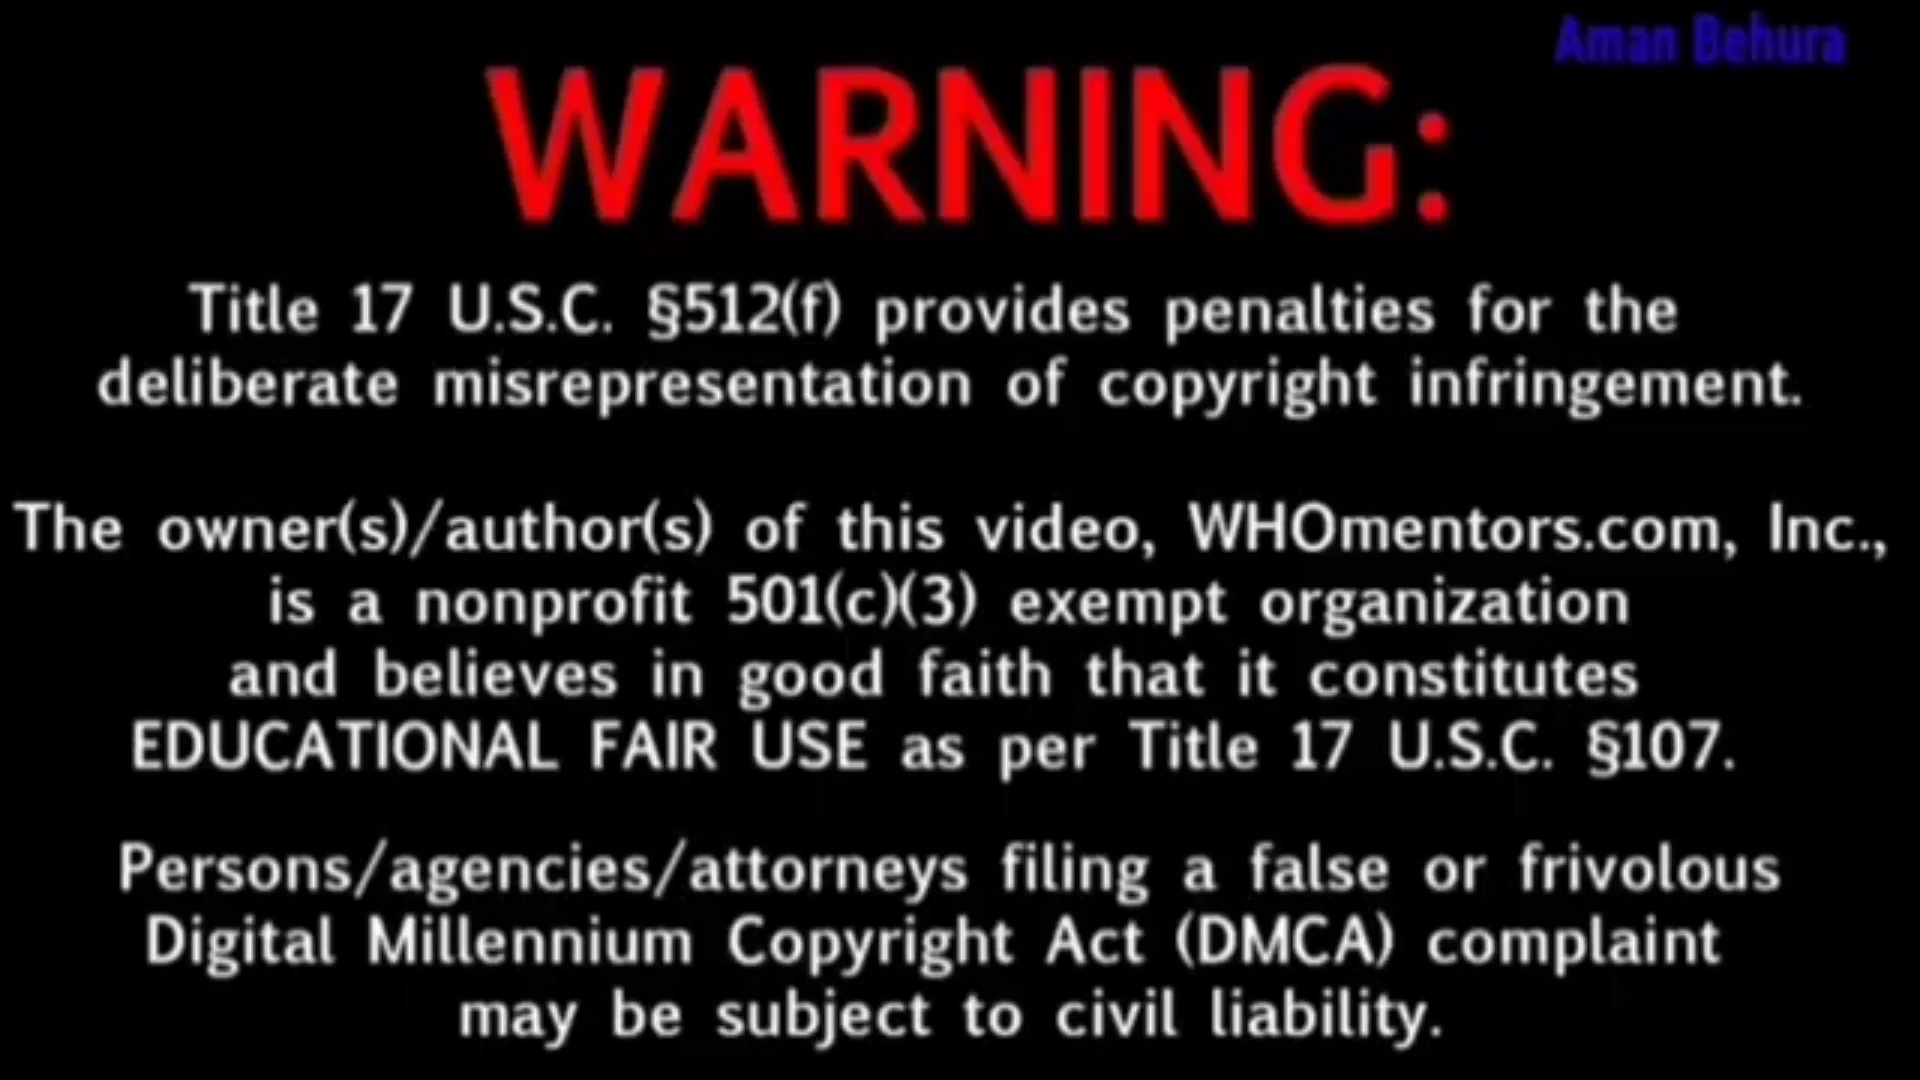 Aman Behura
WARNING:
Title 17 U.S.C. §512(f) provides penalties for the
deliberate misrepresentation of copyright infringement.
The owner(s)/author(s) of this video, WHOmentors.com, Inc.,
is a nonprofit 501(c)(3) exempt organization
and believes in good faith that it constitutes
EDUCATIONAL FAIR USE as per Title 17 U.S.C. §107.
Persons/agencies/attorneys filing a false or frivolous
Digital Millennium Copyright Act (DMCA) complaint
may be subject to civil liability.